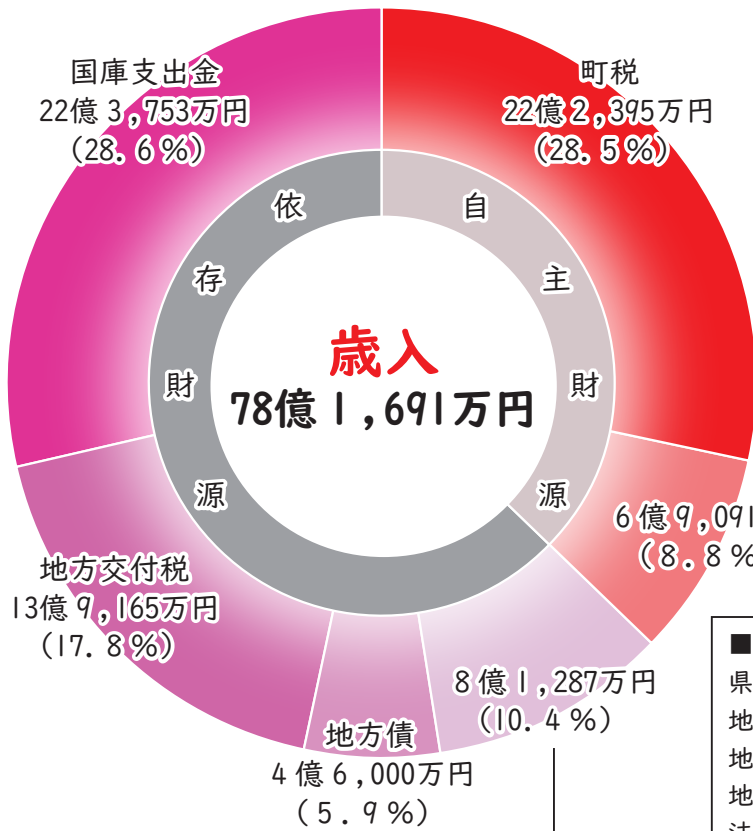 国庫支出金
22億3,753万円
(28.6%)
町税
22億2,395万円
(28.5%)
依存財源
自主財源
歳入
78億1,691万円
6億9,091
(8.8%
地方交付税
13億9,165万円
(17.8%)
8億1,287万円
(10.4%)
地方債
4億6,000万円
(5.9%)
■
県
地
地
地